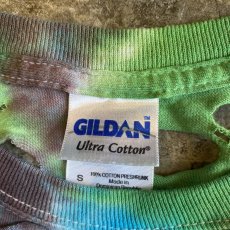 GILDAN
Ultra Cotton®
S
100% COTTON PRESHRUNK
Made in